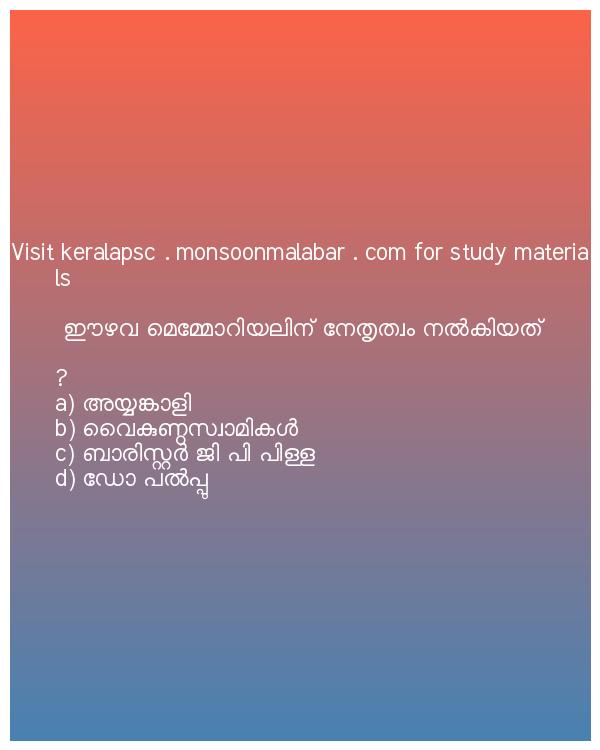 Visit keralapsc . monsoonmalabar . com for study materia
ls
ഈഴവ മെമ്മോറിയലിന് നേതൃത്വം നൽകിയത്
?
a) അയ്യങ്കാളി
b) വൈകുണ്ഠസ്വാമികൾ
c) ബാരിസ്റ്റർ ജി പി പിള്ള
d) ഡോ പൽപ്പു